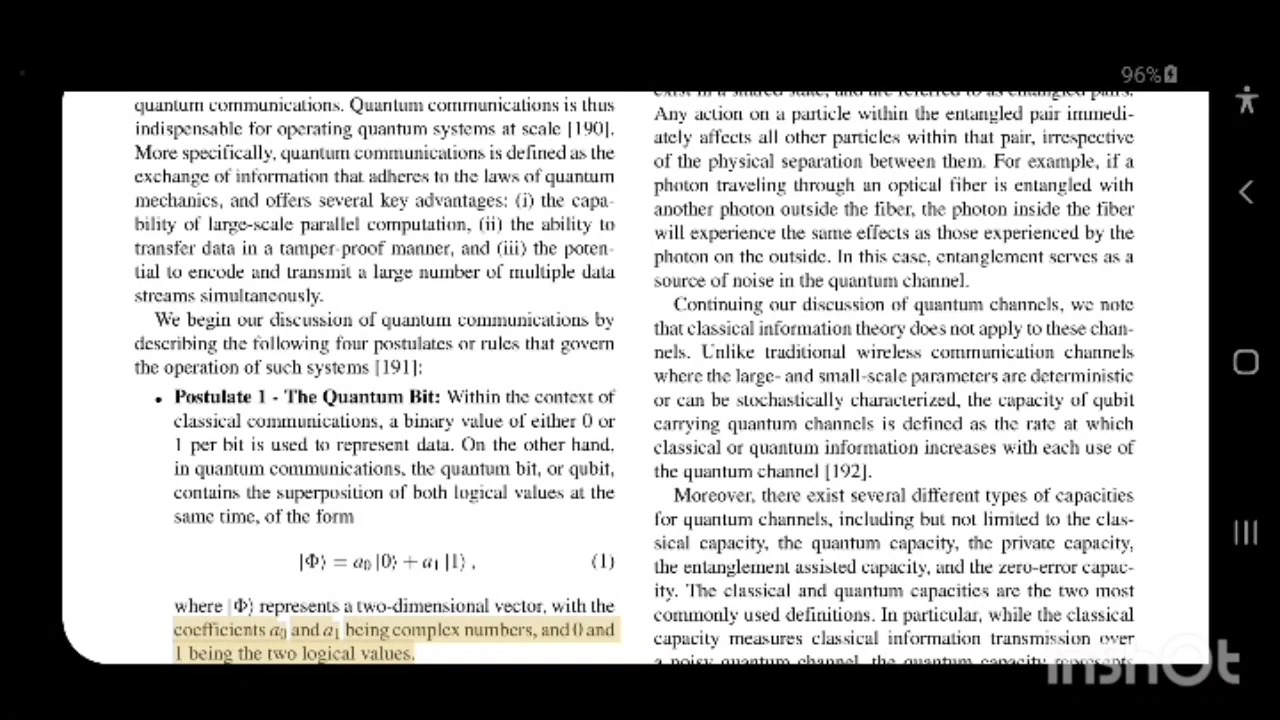 96%
quantum communications. Quantum communications is thus
indispensable for operating quantum systems at scale [190].
More specifically, quantum communications is defined as the
exchange of information that adheres to the laws of quantum
mechanics, and offers several key advantages: (i) the capa-
bility of large-scale parallel computation, (ii) the ability to
transfer data in a tamper-proof manner, and (iii) the poten-
tial to encode and transmit a large number of multiple data
streams simultaneously.
We begin our discussion of quantum communications by
describing the following four postulates or rules that govern
the operation of such systems [191]:
• Postulate 1 - The Quantum Bit: Within the context of
classical communications, a binary value of either 0 or
1 per bit is used to represent data. On the other hand,
in quantum communications, the quantum bit, or qubit,
contains the superposition of both logical values at the
same time, of the form
|Φ⟩ = a₀ |0⟩ + a₁ |1⟩ , (1)
where |Φ⟩ represents a two-dimensional vector, with the
coefficients a₀ and a₁ being complex numbers, and 0 and
1 being the two logical values.
exist in a shared state, and are referred to as entangled pairs.
Any action on a particle within the entangled pair immedi-
ately affects all other particles within that pair, irrespective
of the physical separation between them. For example, if a
photon traveling through an optical fiber is entangled with
another photon outside the fiber, the photon inside the fiber
will experience the same effects as those experienced by the
photon on the outside. In this case, entanglement serves as a
source of noise in the quantum channel.
Continuing our discussion of quantum channels, we note
that classical information theory does not apply to these chan-
nels. Unlike traditional wireless communication channels
where the large- and small-scale parameters are deterministic
or can be stochastically characterized, the capacity of qubit
carrying quantum channels is defined as the rate at which
classical or quantum information increases with each use of
the quantum channel [192].
Moreover, there exist several different types of capacities
for quantum channels, including but not limited to the clas-
sical capacity, the quantum capacity, the private capacity,
the entanglement assisted capacity, and the zero-error capac-
ity. The classical and quantum capacities are the two most
commonly used definitions. In particular, while the classical
capacity measures classical information transmission over
a noisy quantum channel, the quantum capacity represents
InShOt